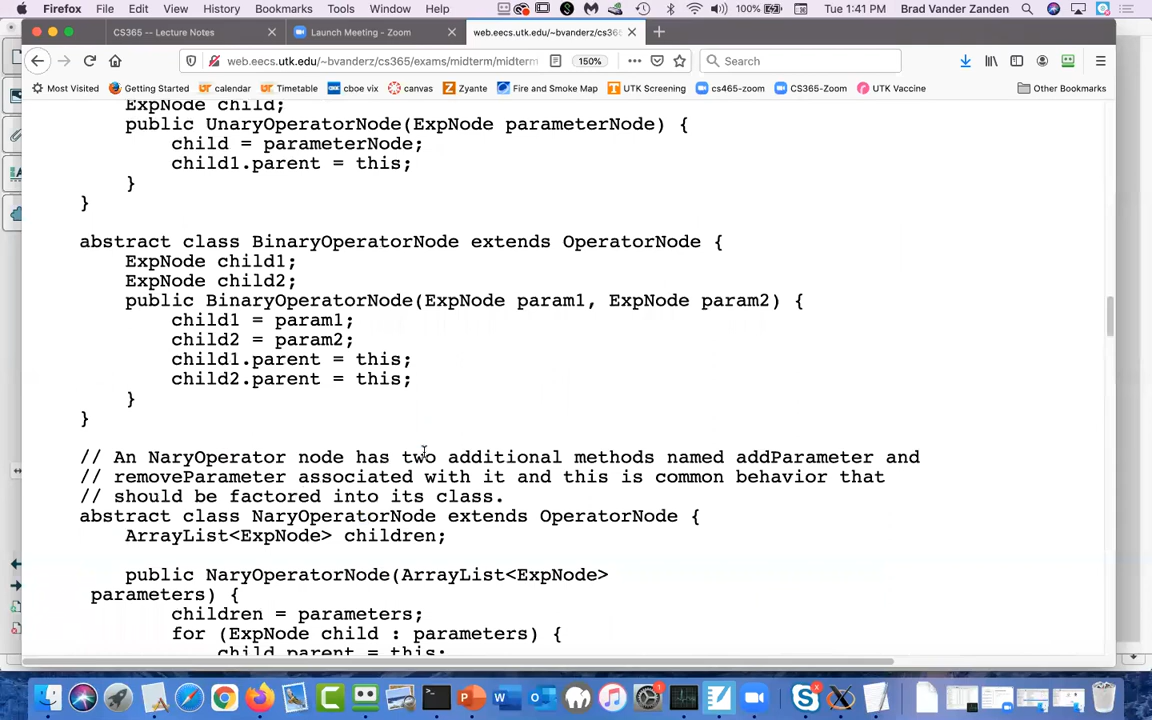 Firefox File Edit View History Bookmarks Tools Window Help 100% Tue 1:41 PM Brad Vander Zanden
CS365 -- Lecture Notes Launch Meeting - Zoom web.eecs.utk.edu/~bvanderz/cs365
web.eecs.utk.edu/~bvanderz/cs365/exams/midterm/midterm 150% Search
Most Visited Getting Started calendar Timetable cboe vix canvas Zyante Fire and Smoke Map UTK Screening cs465-zoom CS365-Zoom UTK Vaccine Other Bookmarks
ExpNode child;
public UnaryOperatorNode(ExpNode parameterNode) {
child = parameterNode;
child1.parent = this;
}
}
abstract class BinaryOperatorNode extends OperatorNode {
ExpNode child1;
ExpNode child2;
public BinaryOperatorNode(ExpNode param1, ExpNode param2) {
child1 = param1;
child2 = param2;
child1.parent = this;
child2.parent = this;
}
}
// An NaryOperator node has two additional methods named addParameter and
// removeParameter associated with it and this is common behavior that
// should be factored into its class.
abstract class NaryOperatorNode extends OperatorNode {
ArrayList<ExpNode> children;
public NaryOperatorNode(ArrayList<ExpNode>
parameters) {
children = parameters;
for (ExpNode child : parameters) {
child.parent = this;